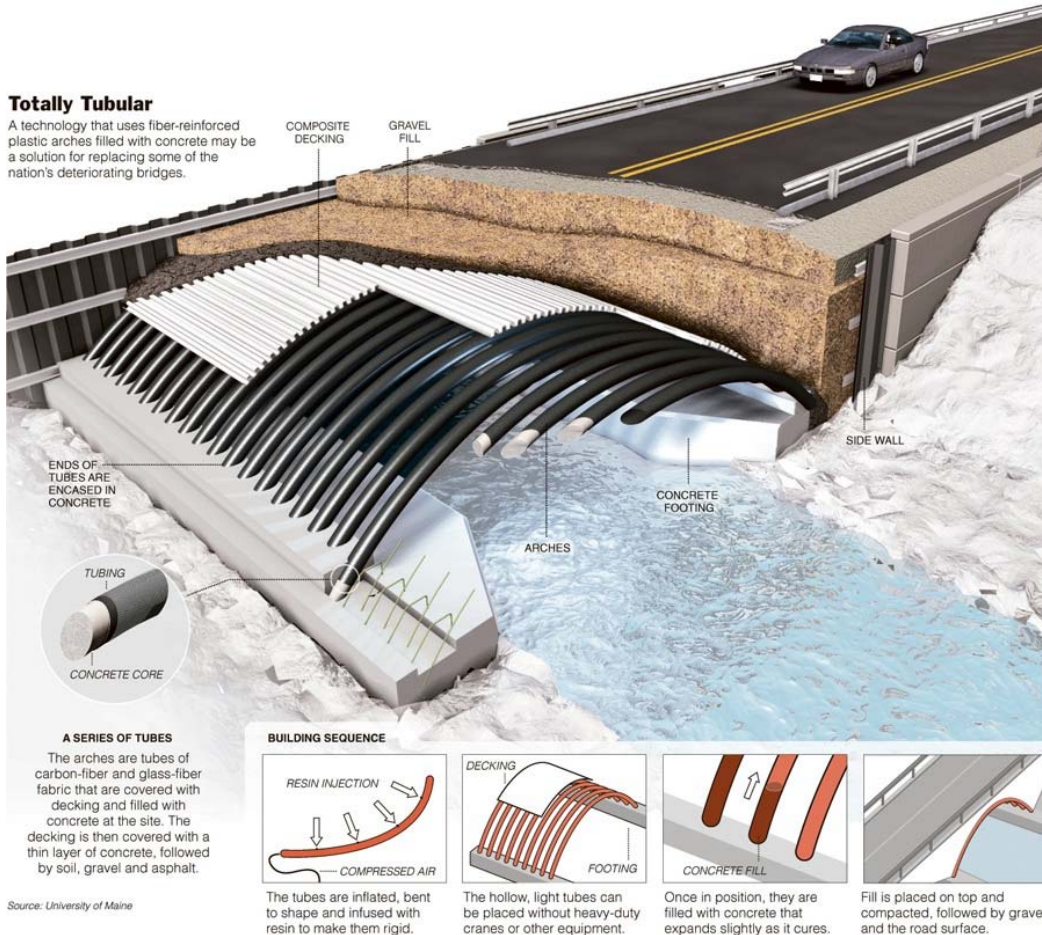 Totally Tubular
A technology that uses fiber-reinforced
plastic arches filled with concrete may be
a solution for replacing some of the
nation's deteriorating bridges.
COMPOSITE
DECKING
GRAVEL
FILL
SIDE WALL
ENDS OF
TUBES ARE
ENCASED IN
CONCRETE
CONCRETE
FOOTING
ARCHES
TUBING
CONCRETE CORE
A SERIES OF TUBES
The arches are tubes of
carbon-fiber and glass-fiber
fabric that are covered with
decking and filled with
concrete at the site. The
decking is then covered with a
thin layer of concrete, followed
by soil, gravel and asphalt.
Source: University of Maine
BUILDING SEQUENCE
RESIN INJECTION
COMPRESSED AIR
The tubes are inflated, bent
to shape and infused with
resin to make them rigid.
DECKING
FOOTING
The hollow, light tubes can
be placed without heavy-duty
cranes or other equipment.
CONCRETE FILL
Once in position, they are
filled with concrete that
expands slightly as it cures.
Fill is placed on top and
compacted, followed by grave
and the road surface.